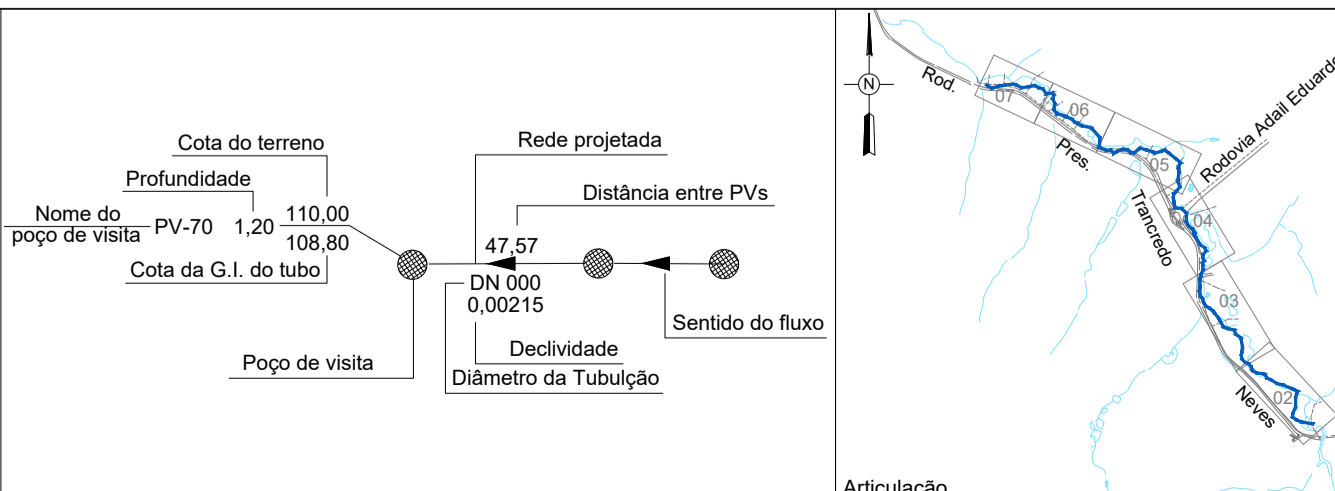 Cota do terreno
Profundidade
Nome do
poço de visita
PV-70
1,20
110,00
108,80
Cota da G.I. do tubo
Poço de visita
Rede projetada
Distância entre PVs
47,57
DN 000
0,00215
Sentido do fluxo
Declividade
Diâmetro da Tubulção
N
Rod.
07
06
Pres.
05
Rodovia Adail Eduardo
04
Trancredo
03
02
Neves
Articulação